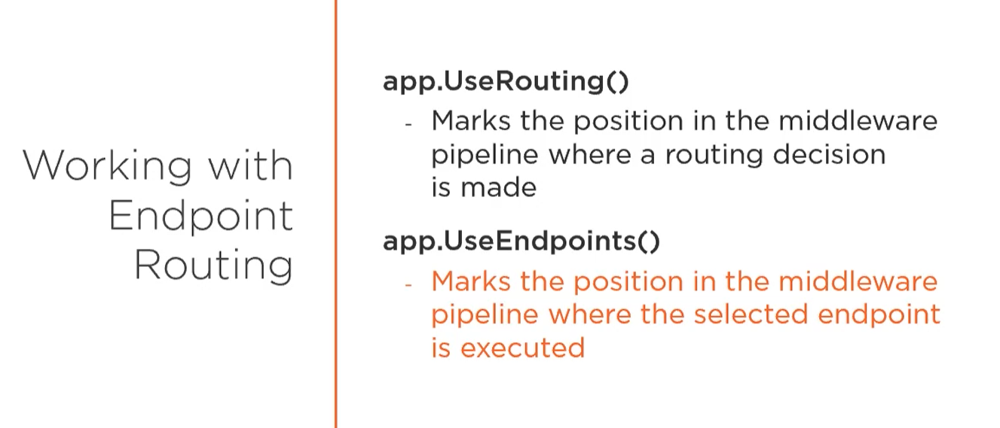 Working with
Endpoint
Routing
app.UseRouting()
- Marks the position in the middleware
pipeline where a routing decision
is made
app.UseEndpoints()
- Marks the position in the middleware
pipeline where the selected endpoint
is executed